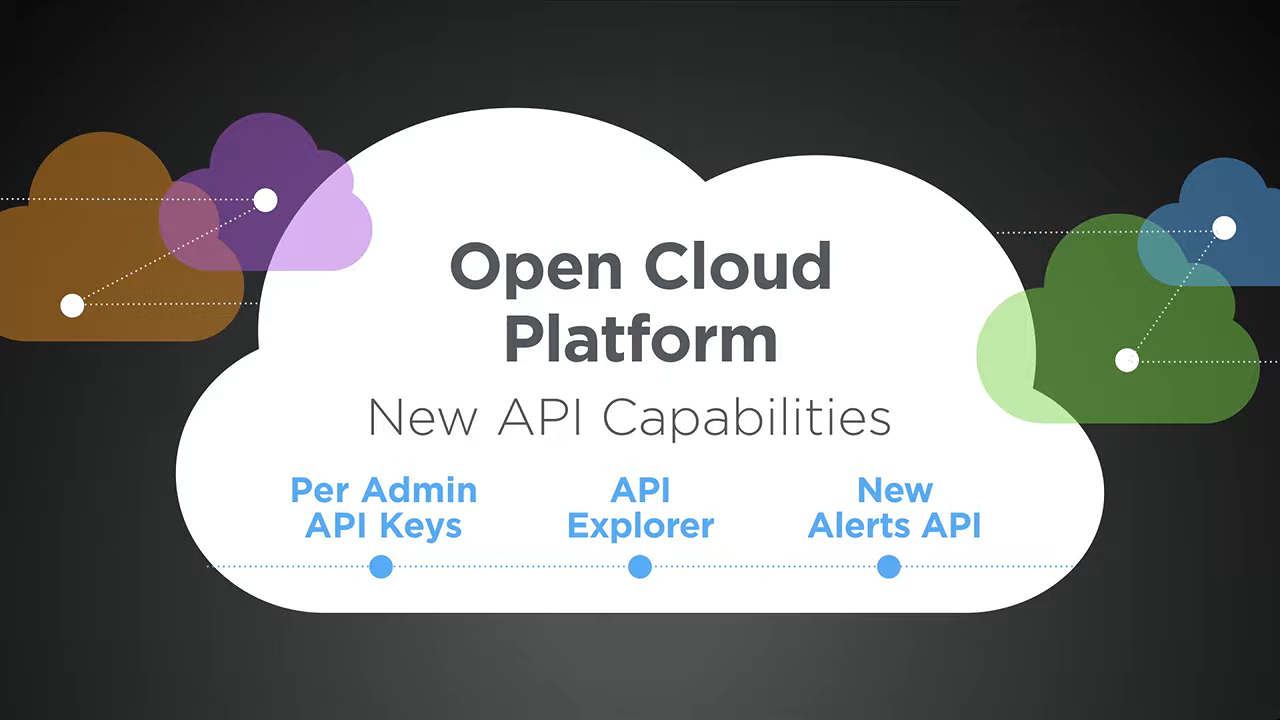 Open Cloud
Platform
New API Capabilities
Per Admin
API Keys
API
Explorer
New
Alerts API